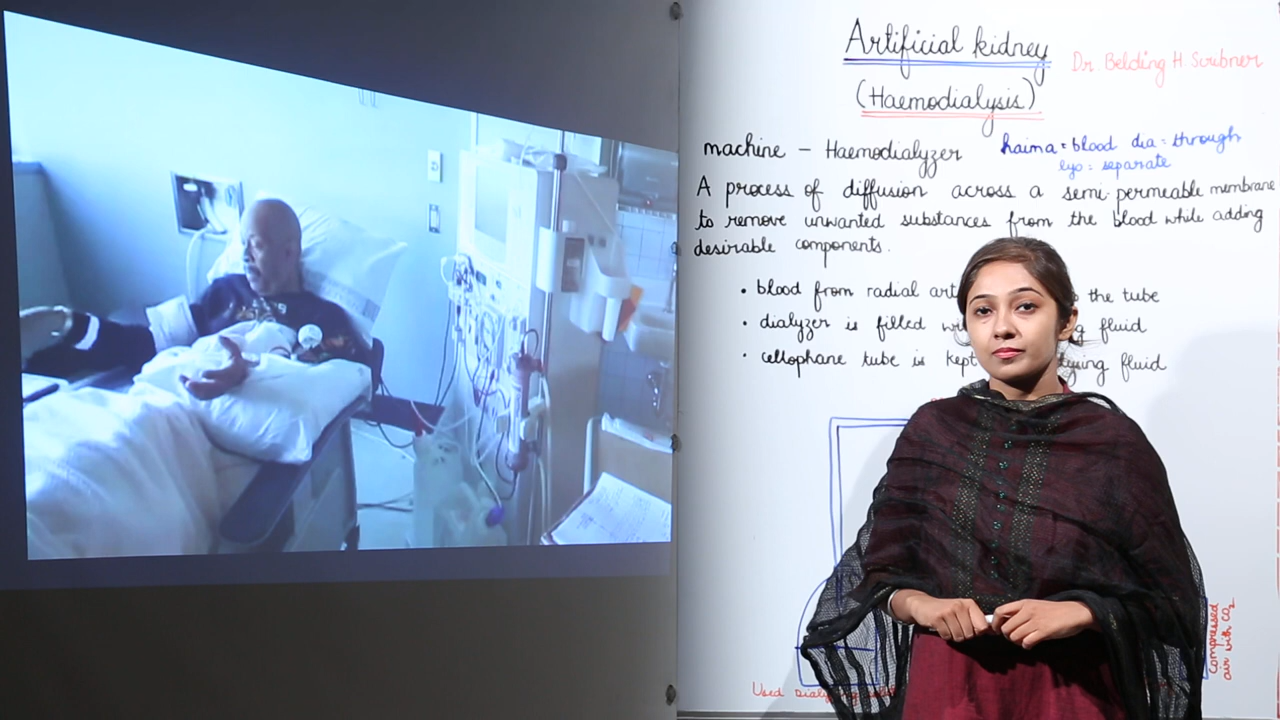 Artificial kidney
Dr. Belding H Scribner
(Haemodialysis)
machine – Haemodialyzer
haima = blood dia = through
lyo = separate
A process of diffusion across a semi-permeable membrane
to remove unwanted substances from the blood while adding
desirable components.
• blood from radial art the tube
• dialyzer is filled fluid
• cellophane tube is kept fluid
Compressed
air with CO2
Used